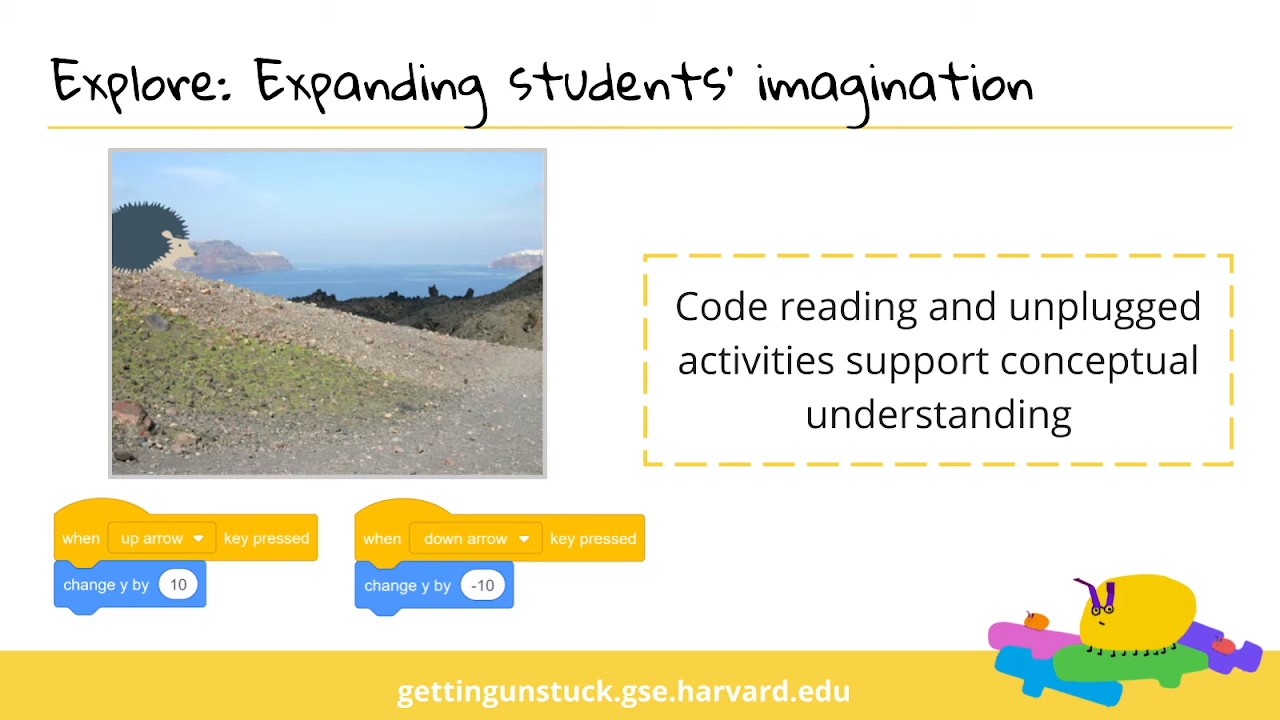 Explore: Expanding students' imagination
Code reading and unplugged
activities support conceptual
understanding
when up arrow key pressed
change y by 10
when down arrow key pressed
change y by -10
gettingunstuck.gse.harvard.edu